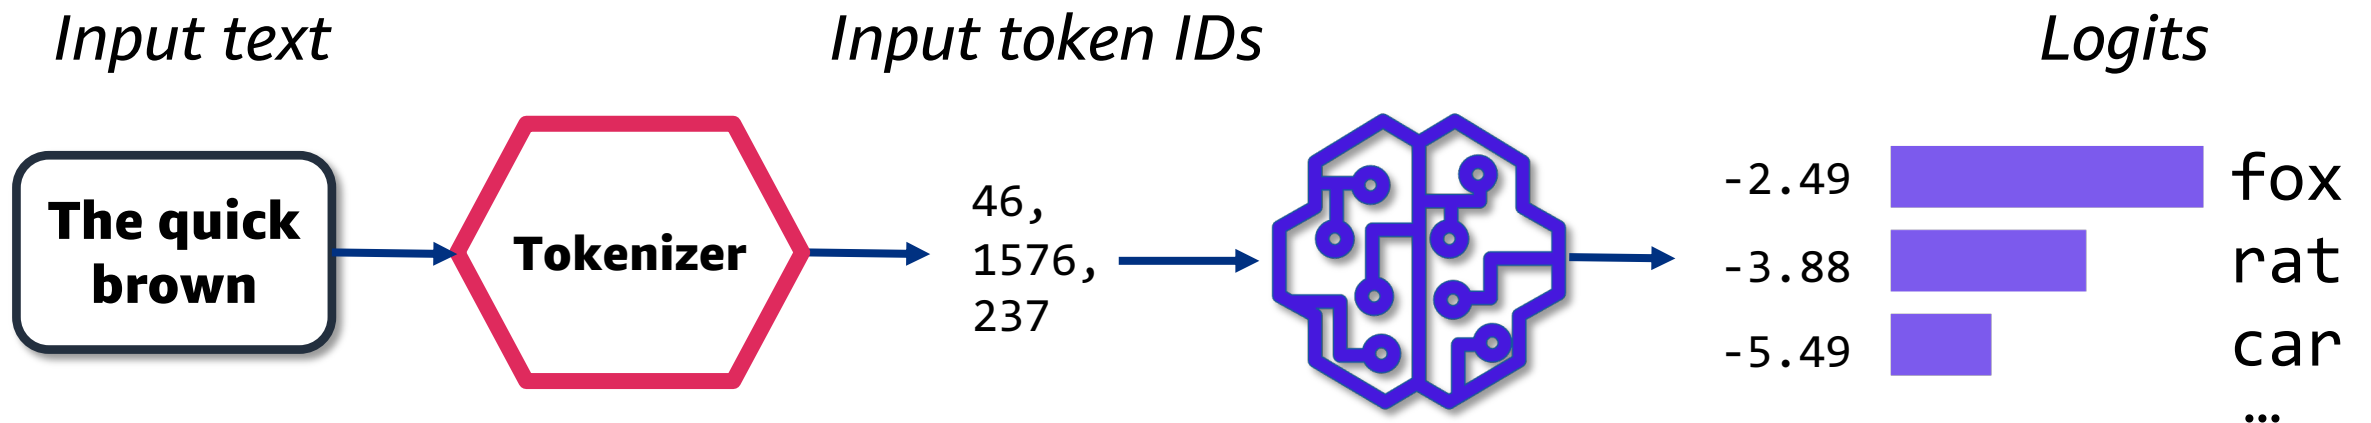 Input text
Input token IDs
Logits
The quick
brown
Tokenizer
46,
1576,
237
-2.49 fox
-3.88 rat
-5.49 car
...